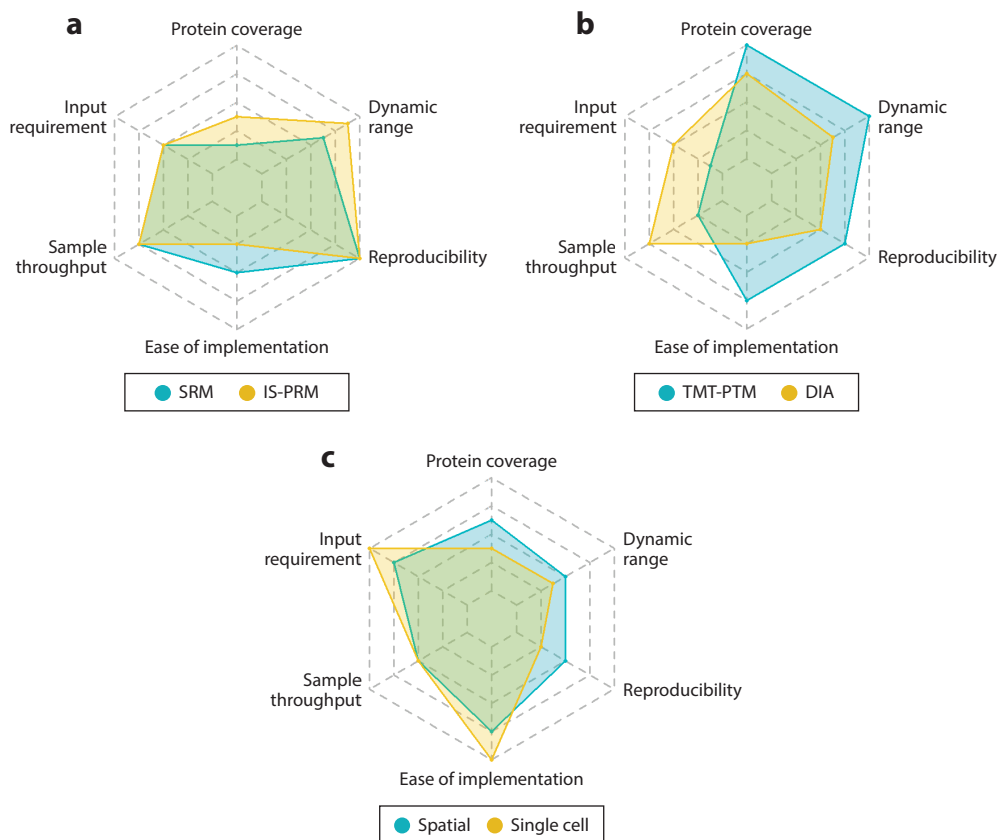 a
Protein coverage
Input
requirement
Dynamic
range
Sample
throughput
Reproducibility
Ease of implementation
SRM IS-PRM
b
Protein coverage
Input
requirement
Dynamic
range
Sample
throughput
Reproducibility
Ease of implementation
TMT-PTM DIA
c
Protein coverage
Input
requirement
Dynamic
range
Sample
throughput
Reproducibility
Ease of implementation
Spatial Single cell